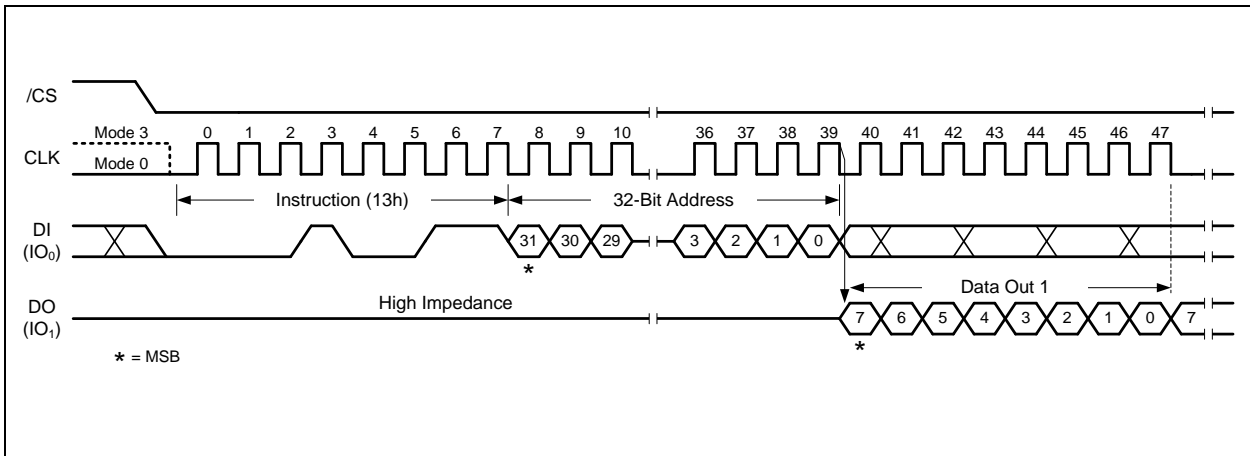 /CS
Mode 3
0 1 2 3 4 5 6 7 8 9 10 36 37 38 39 40 41 42 43 44 45 46 47
CLK
Mode 0
Instruction (13h) 32-Bit Address
DI
(IO₀)
31 30 29 3 2 1 0
*
Data Out 1
High Impedance
DO
(IO₁)
7 6 5 4 3 2 1 0 7
*
* = MSB